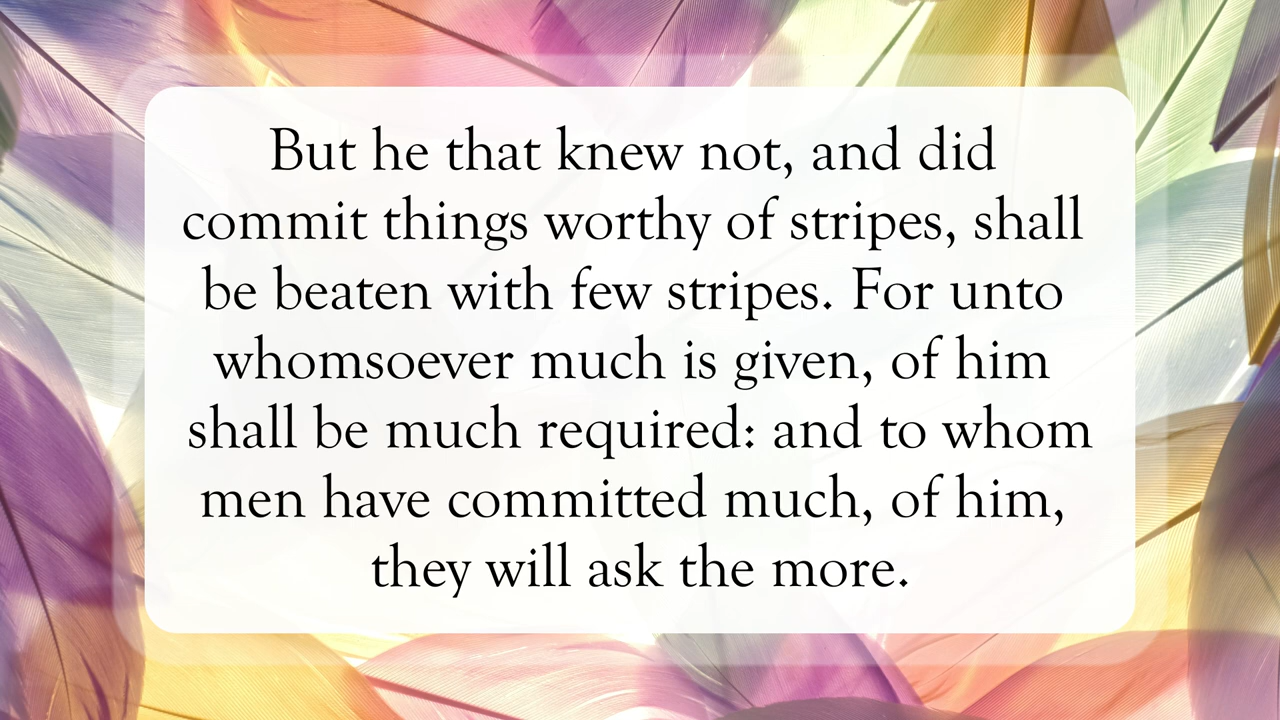 But he that knew not, and did
commit things worthy of stripes, shall
be beaten with few stripes. For unto
whomsoever much is given, of him
shall be much required: and to whom
men have committed much, of him,
they will ask the more.